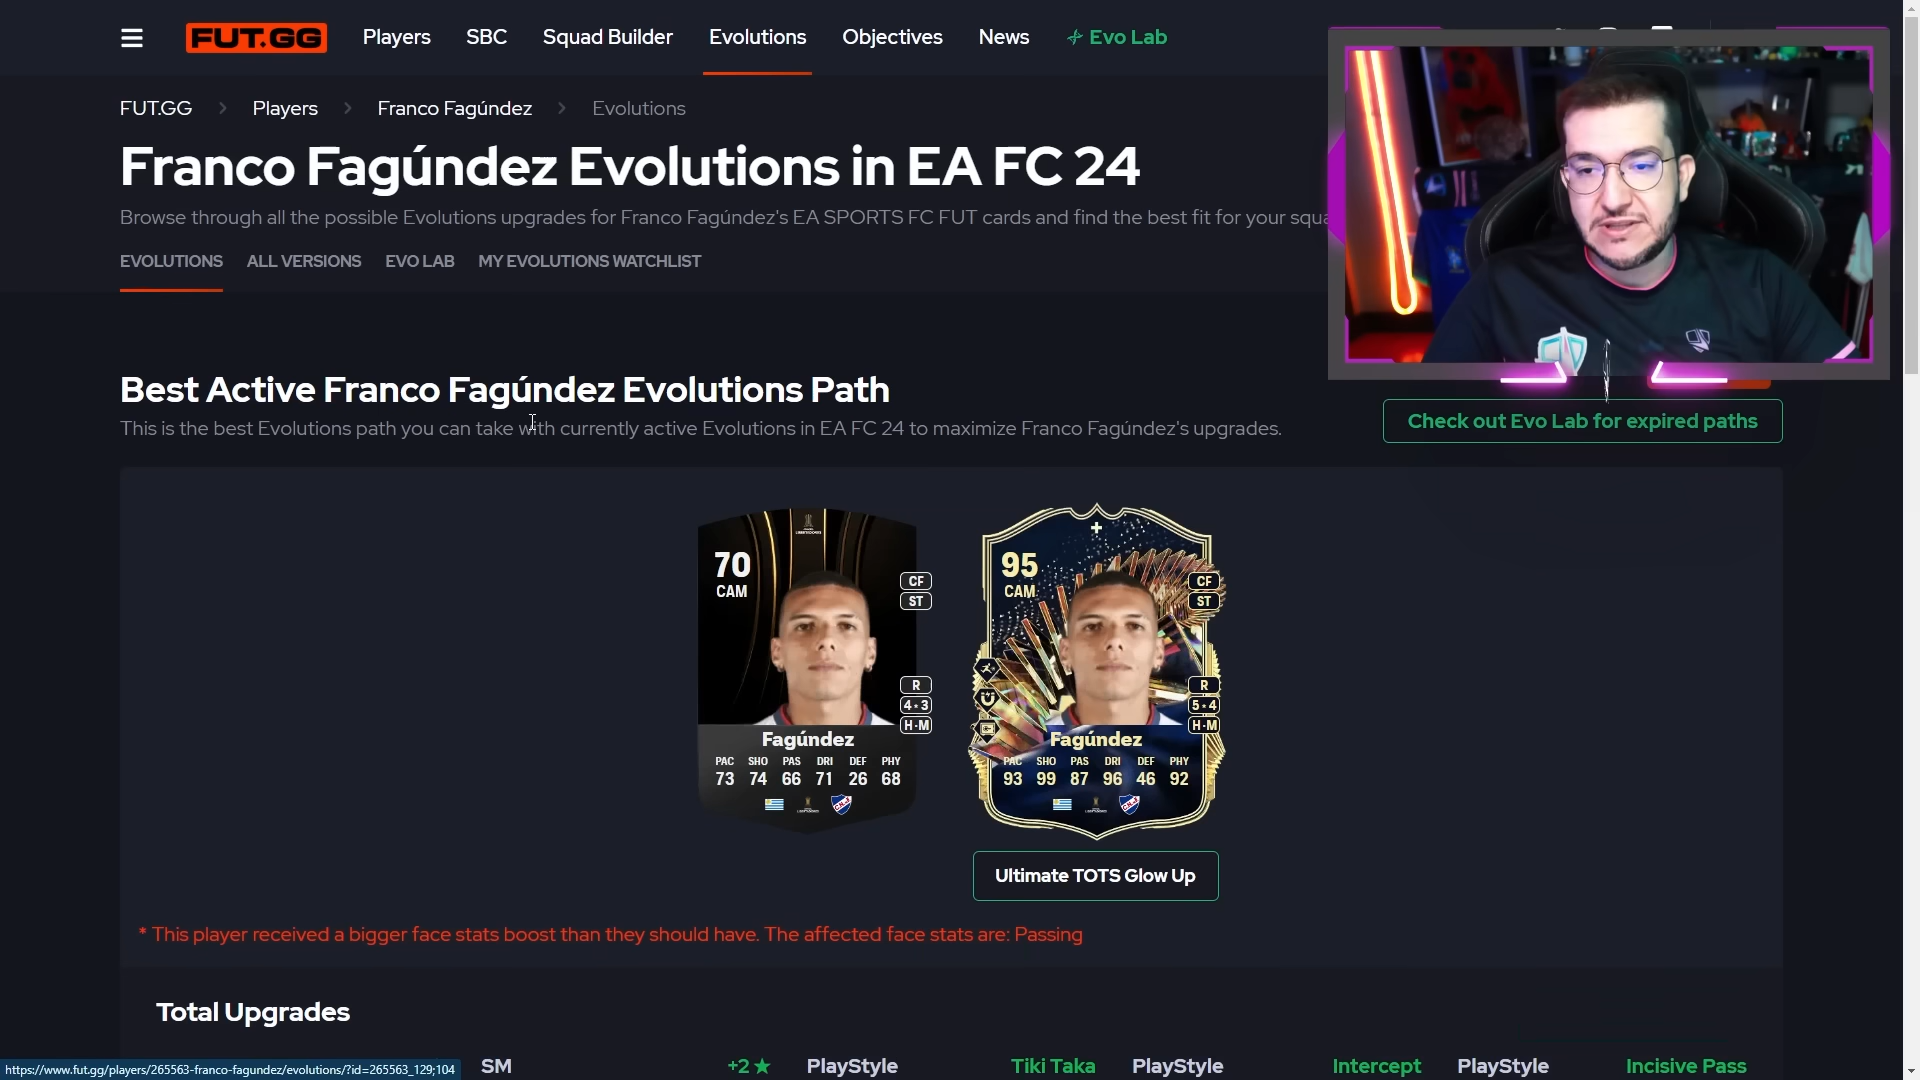 FUT.GG
Players
SBC
Squad Builder
Evolutions
Objectives
News
Evo Lab
FUT.GG > Players > Franco Fagúndez > Evolutions
Franco Fagúndez Evolutions in EA FC 24
Browse through all the possible Evolutions upgrades for Franco Fagúndez's EA SPORTS FC FUT cards and find the best fit for your squa
EVOLUTIONS
ALL VERSIONS
EVO LAB
MY EVOLUTIONS WATCHLIST
Best Active Franco Fagúndez Evolutions Path
This is the best Evolutions path you can take with currently active Evolutions in EA FC 24 to maximize Franco Fagúndez's upgrades.
Check out Evo Lab for expired paths
70
CAM
CF
ST
R
4★3
H·M
Fagúndez
PAC SHO PAS DRI DEF PHY
73 74 66 71 26 68
95
CAM
CF
ST
R
5★4
H·M
Fagúndez
PAC SHO PAS DRI DEF PHY
93 99 87 96 46 92
Ultimate TOTS Glow Up
* This player received a bigger face stats boost than they should have. The affected face stats are: Passing
Total Upgrades
SM +2 ★ PlayStyle Tiki Taka PlayStyle Intercept PlayStyle Incisive Pass
https://www.fut.gg/players/265563-franco-fagundez/evolutions/?id=265563_129;104